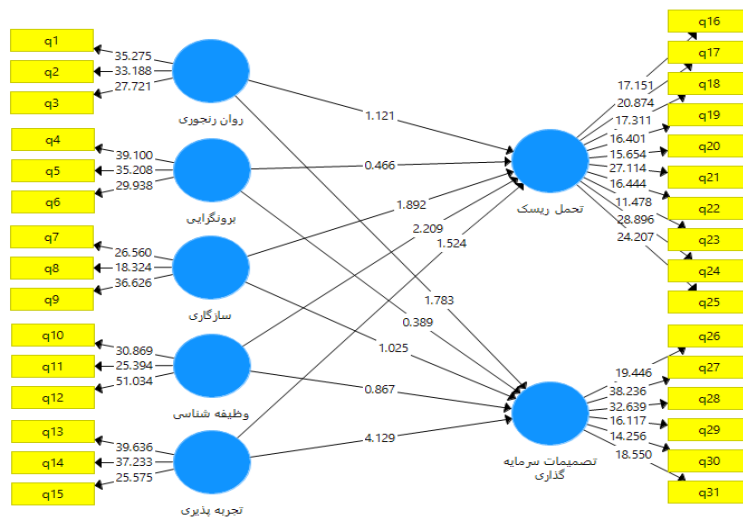 q1
q2
q3
35.275
33.188
27.721
روان رنجوری
q4
q5
q6
39.100
35.208
29.938
برونگرایی
q7
q8
q9
26.560
18.324
36.626
سازگاری
q10
q11
q12
30.869
25.394
51.034
وظیفه شناسی
q13
q14
q15
39.636
37.233
25.575
تجربه پذیری
1.121
0.466
1.892
2.209
1.524
1.783
0.389
1.025
0.867
4.129
تحمل ریسک
17.151
20.874
17.311
16.401
15.654
27.114
16.444
11.478
28.896
24.207
q16
q17
q18
q19
q20
q21
q22
q23
q24
q25
تصمیمات سرمایه
گذاری
19.446
38.236
32.639
16.117
14.256
18.550
q26
q27
q28
q29
q30
q31